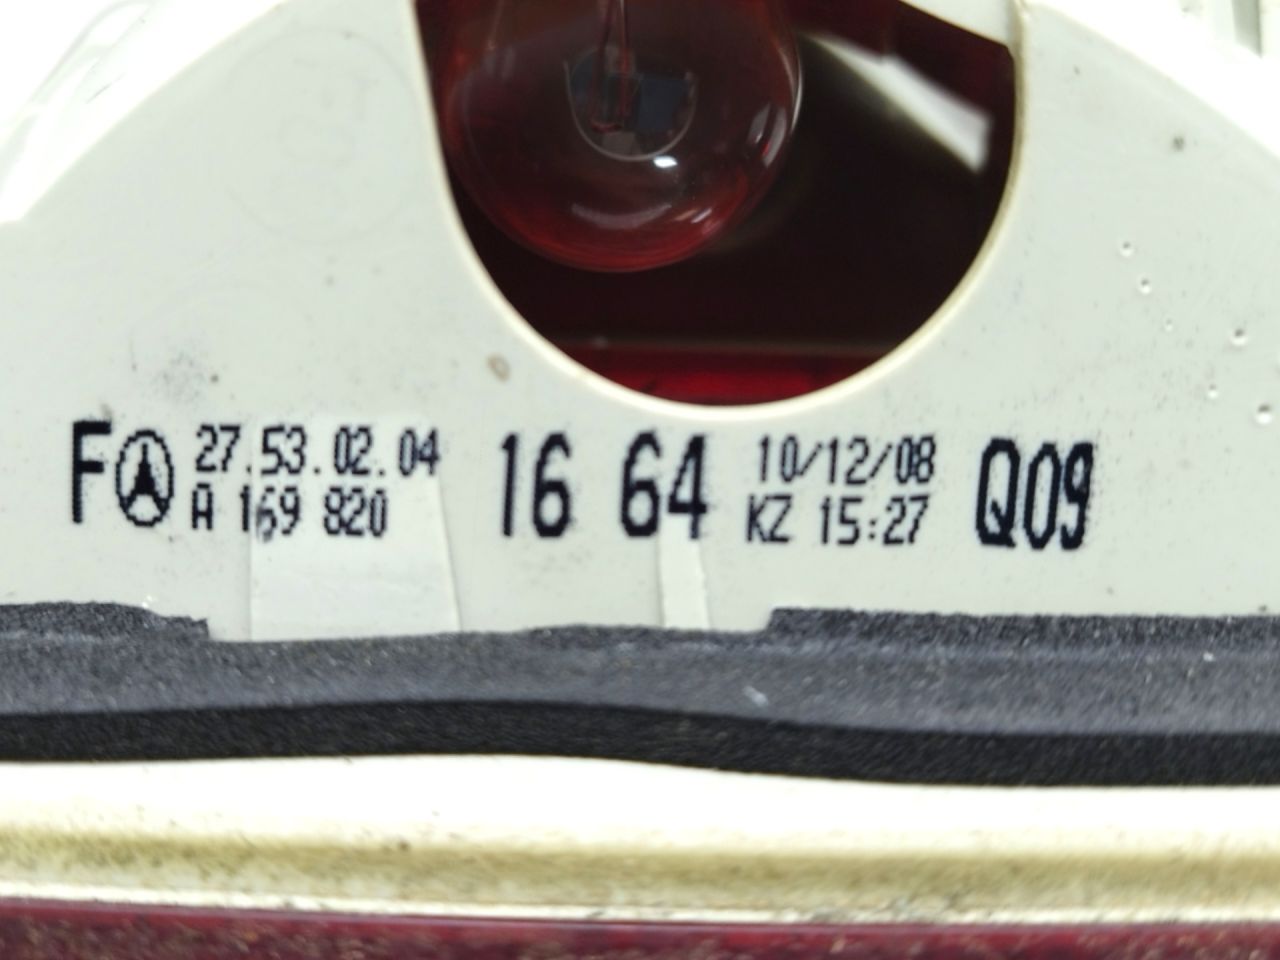 F 27.53.02.04 16 64 10/12/08 Q09
A 169 820 KZ 15:27